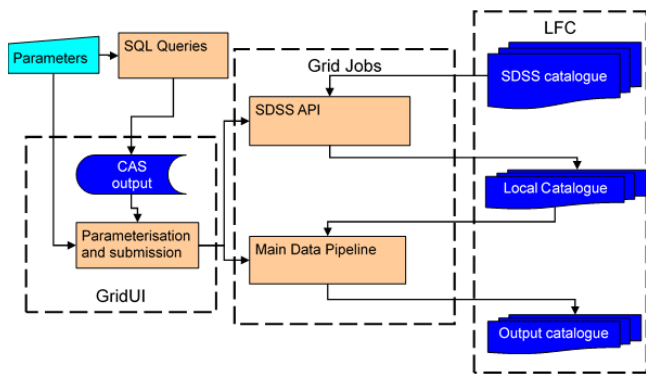 Parameters
SQL Queries
LFC
Grid Jobs
SDSS catalogue
SDSS API
CAS
output
Local Catalogue
Parameterisation
and submission
Main Data Pipeline
GridUI
Output catalogue